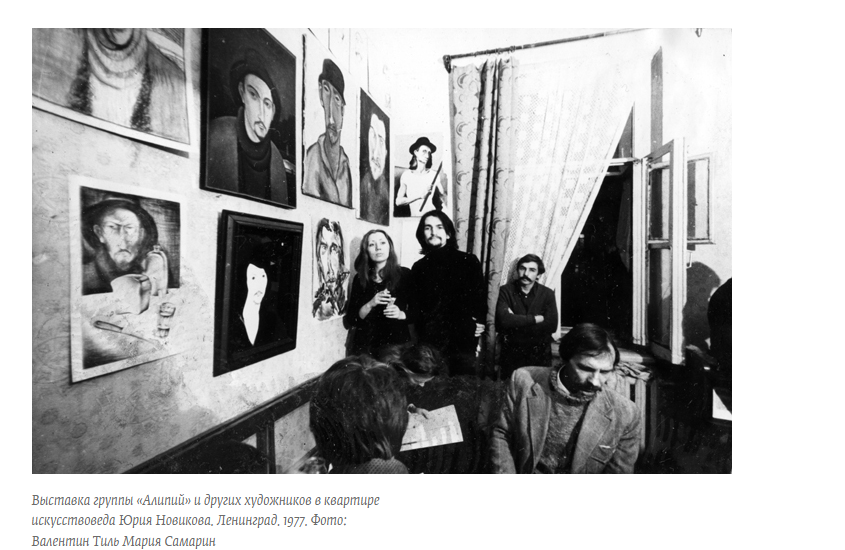 Выставка группы «Алипий» и других художников в квартире
искусствоведа Юрия Новикова, Ленинград, 1977. Фото:
Валентин Тиль Мария Самарин